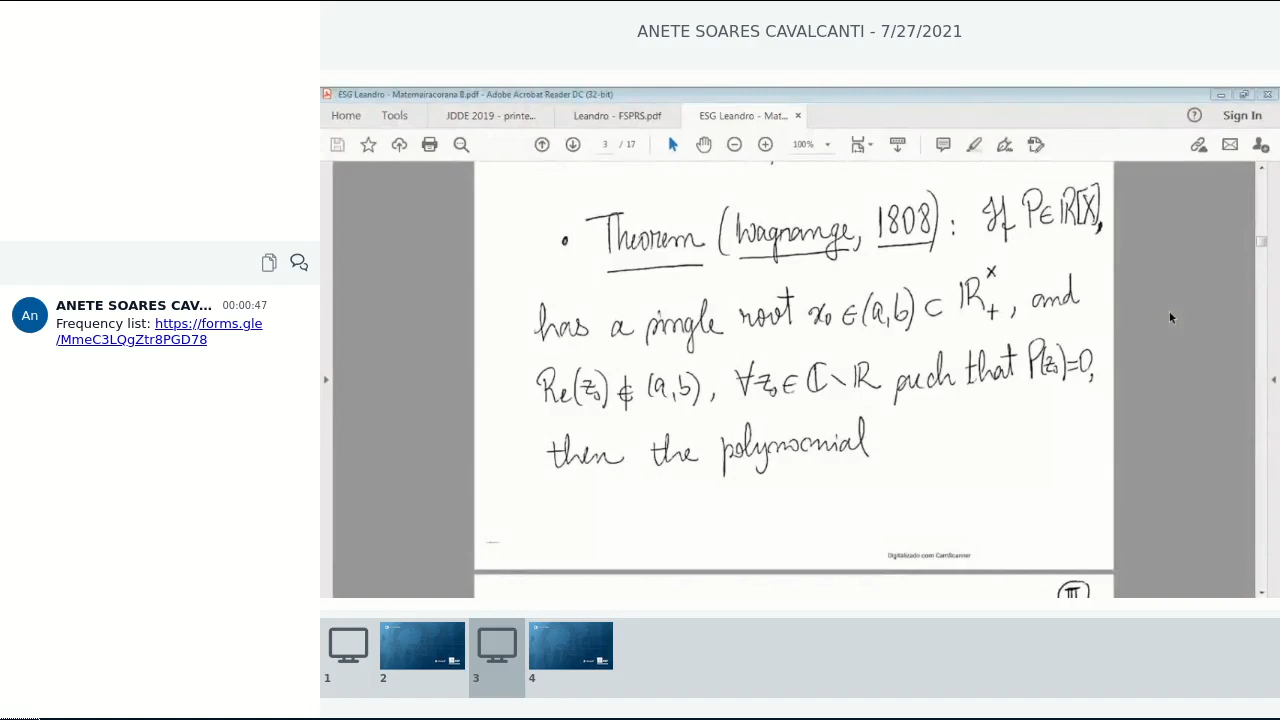 ANETE SOARES CAVALCANTI - 7/27/2021
ESG Leandro - Matemairacorana II.pdf - Adobe Acrobat Reader DC (32-bit)
Home Tools JDDE 2019 - printe... Leandro - FSPRS.pdf ESG Leandro - Mat... × Sign In
3 / 17 100%
• Theorem (Lagrange, 1808): If P∈ℝ[X],
has a single root x₀ ∈ (a,b) ⊂ ℝ₊ˣ, and
Re(z₀) ∉ (a,b), ∀z₀ ∈ ℂ∖ℝ such that P(z₀)=0,
then the polynomial
Digitalizado com CamScanner
III
An ANETE SOARES CAV... 00:00:47
Frequency list: https://forms.gle
/MmeC3LQgZtr8PGD78
1 2 3 4